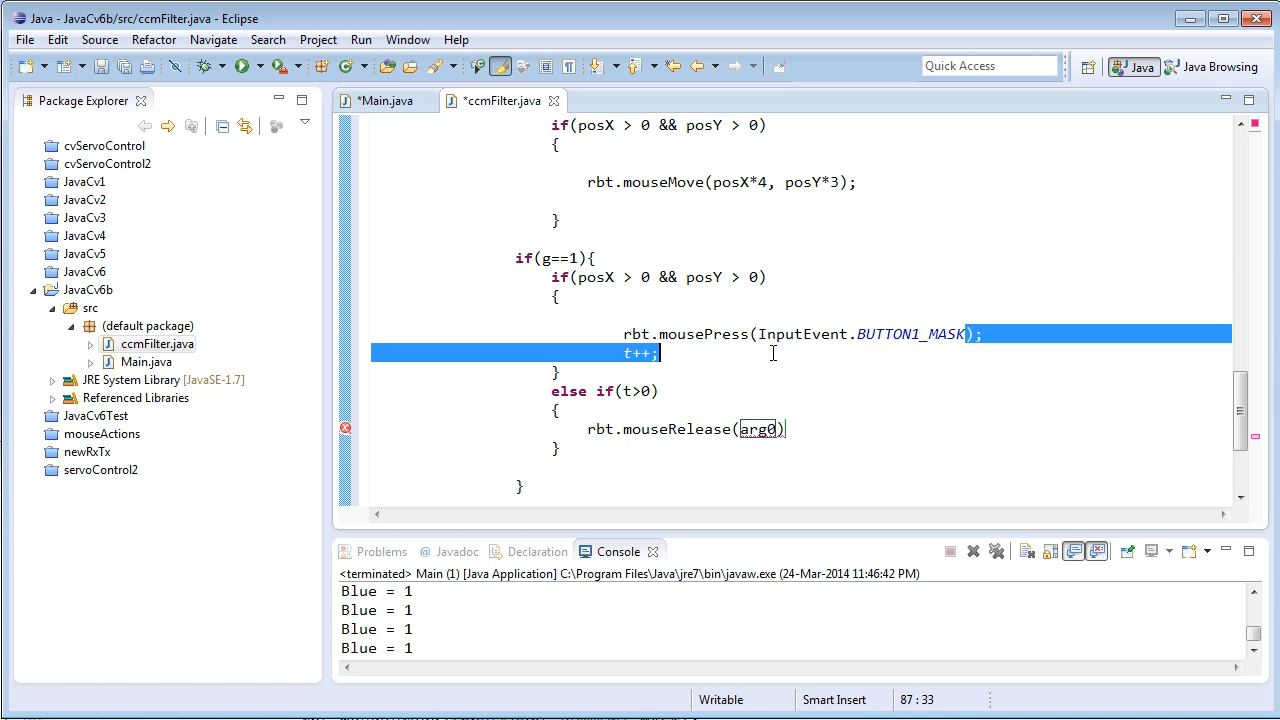 Java - JavaCv6b/src/ccmFilter.java - Eclipse
File Edit Source Refactor Navigate Search Project Run Window Help
Quick Access Java Java Browsing
Package Explorer
cvServoControl
cvServoControl2
JavaCv1
JavaCv2
JavaCv3
JavaCv4
JavaCv5
JavaCv6
JavaCv6b
src
(default package)
ccmFilter.java
Main.java
JRE System Library [JavaSE-1.7]
Referenced Libraries
JavaCv6Test
mouseActions
newRxTx
servoControl2
*Main.java *ccmFilter.java
if(posX > 0 && posY > 0)
{
rbt.mouseMove(posX*4, posY*3);
}
if(g==1){
if(posX > 0 && posY > 0)
{
rbt.mousePress(InputEvent.BUTTON1_MASK);
t++;
}
else if(t>0)
{
rbt.mouseRelease(arg0)
}
}
Problems @ Javadoc Declaration Console
<terminated> Main (1) [Java Application] C:\Program Files\Java\jre7\bin\javaw.exe (24-Mar-2014 11:46:42 PM)
Blue = 1
Blue = 1
Blue = 1
Blue = 1
Writable Smart Insert 87 : 33